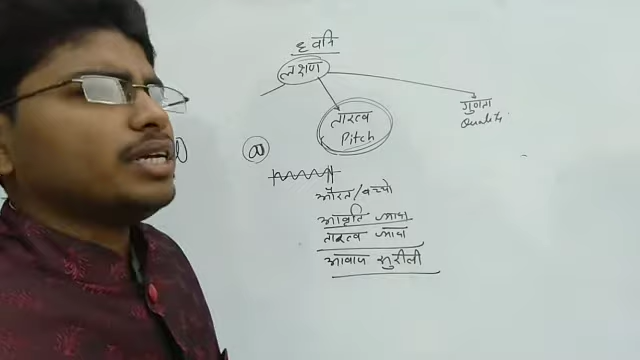 ध्वनि
लक्षण
तारत्व
Pitch
गुणता
Quality
औरत/बच्चो
आवृति ज्यादा
तारत्व ज्यादा
आवाज सुरीली